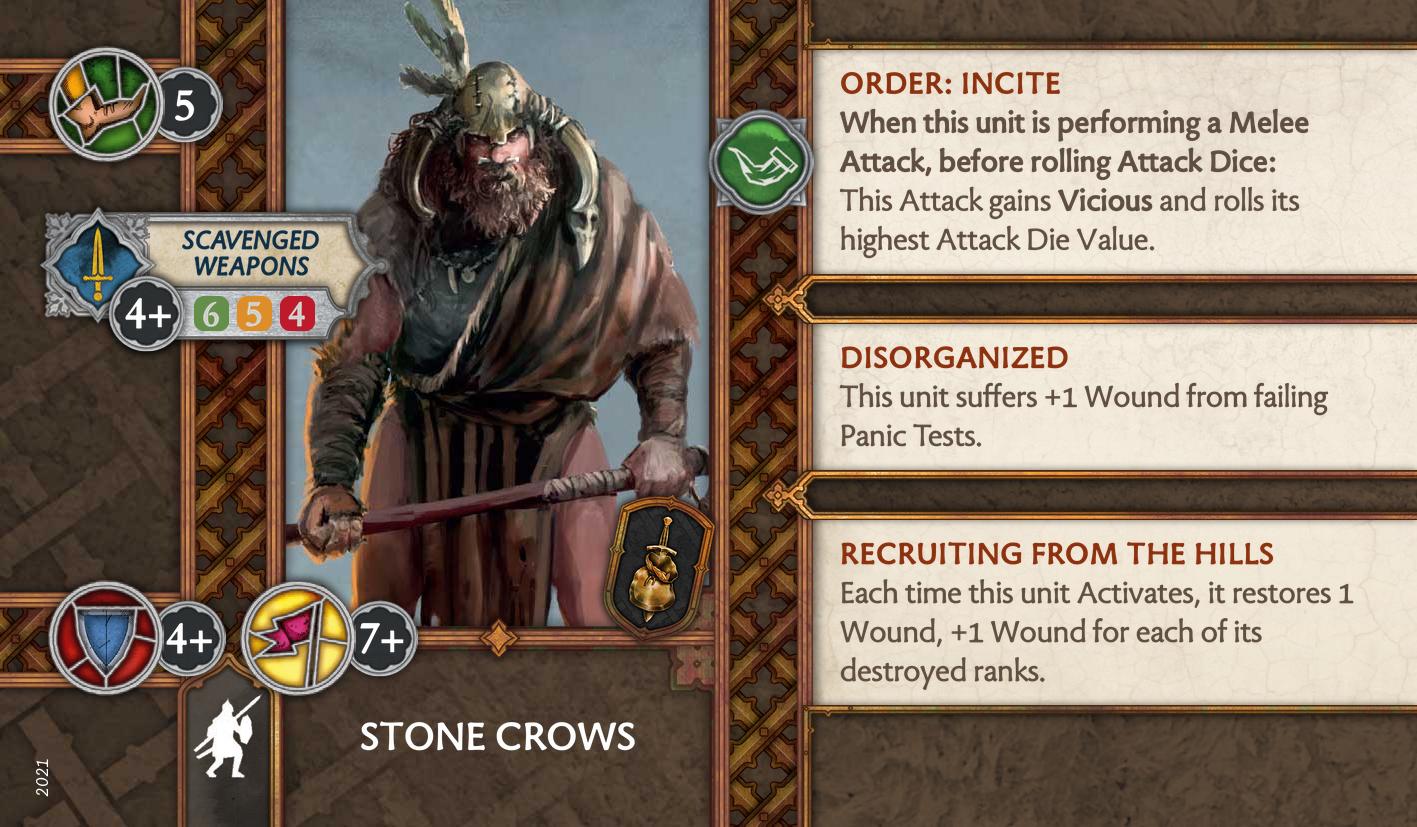 5
SCAVENGED
WEAPONS
4+ 6 5 4
4+
7+
STONE CROWS
2021
ORDER: INCITE
When this unit is performing a Melee
Attack, before rolling Attack Dice:
This Attack gains Vicious and rolls its
highest Attack Die Value.
DISORGANIZED
This unit suffers +1 Wound from failing
Panic Tests.
RECRUITING FROM THE HILLS
Each time this unit Activates, it restores 1
Wound, +1 Wound for each of its
destroyed ranks.